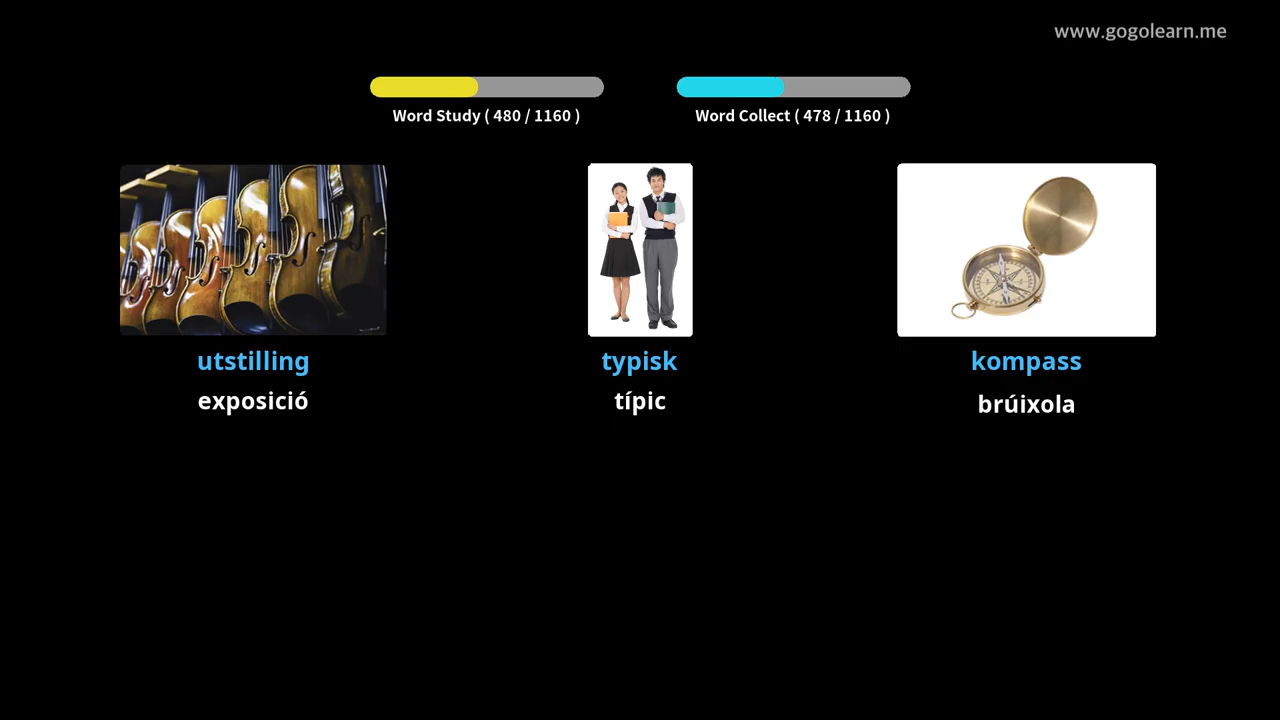 www.gogolearn.me
Word Study ( 480 / 1160 )
Word Collect ( 478 / 1160 )
utstilling
typisk
kompass
exposició
típic
brúixola